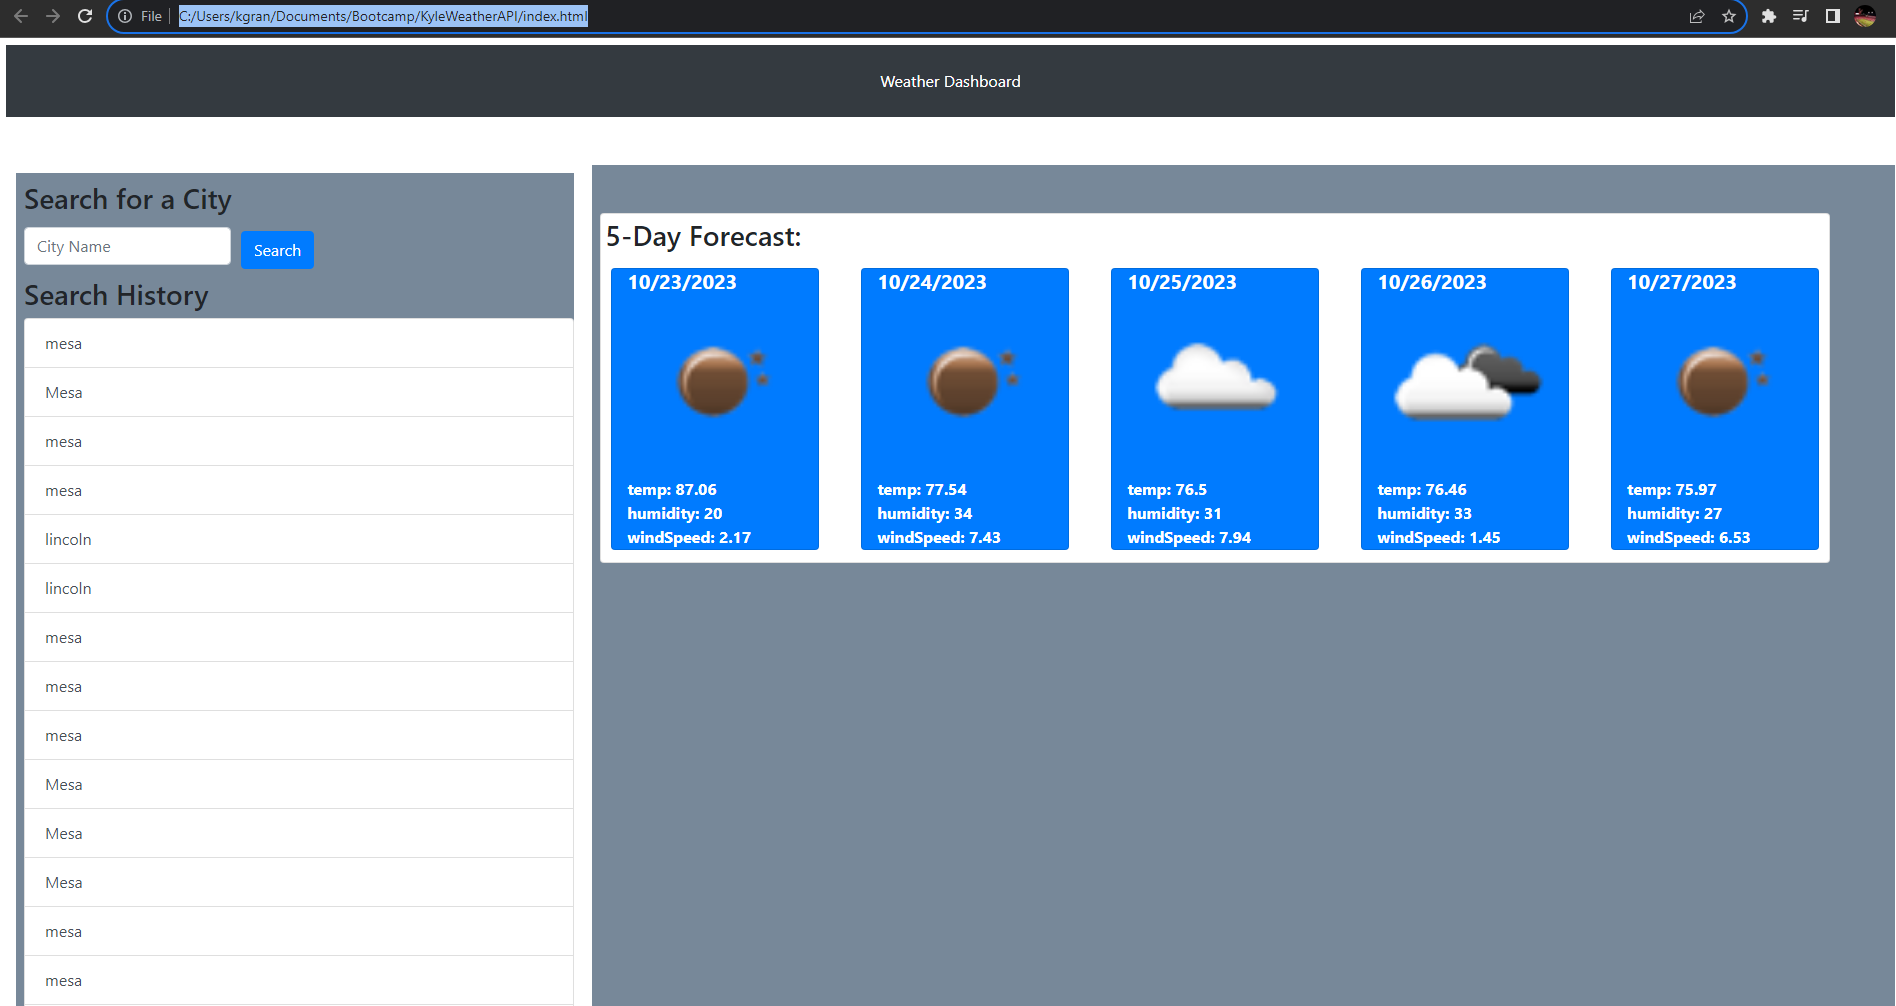 File | C:/Users/kgran/Documents/Bootcamp/KyleWeatherAPI/index.html
Weather Dashboard
Search for a City
City Name
Search
Search History
mesa
Mesa
mesa
mesa
lincoln
lincoln
mesa
mesa
mesa
Mesa
Mesa
Mesa
mesa
mesa
5-Day Forecast:
10/23/2023
temp: 87.06
humidity: 20
windSpeed: 2.17
10/24/2023
temp: 77.54
humidity: 34
windSpeed: 7.43
10/25/2023
temp: 76.5
humidity: 31
windSpeed: 7.94
10/26/2023
temp: 76.46
humidity: 33
windSpeed: 1.45
10/27/2023
temp: 75.97
humidity: 27
windSpeed: 6.53